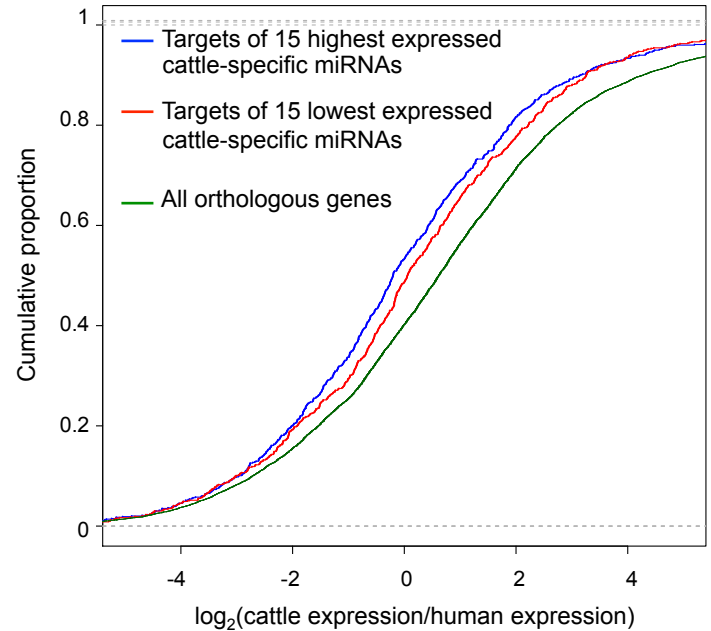 1
0.8
0.6
0.4
0.2
0
Cumulative proportion
Targets of 15 highest expressed
cattle-specific miRNAs
Targets of 15 lowest expressed
cattle-specific miRNAs
All orthologous genes
-4 -2 0 2 4
log₂(cattle expression/human expression)